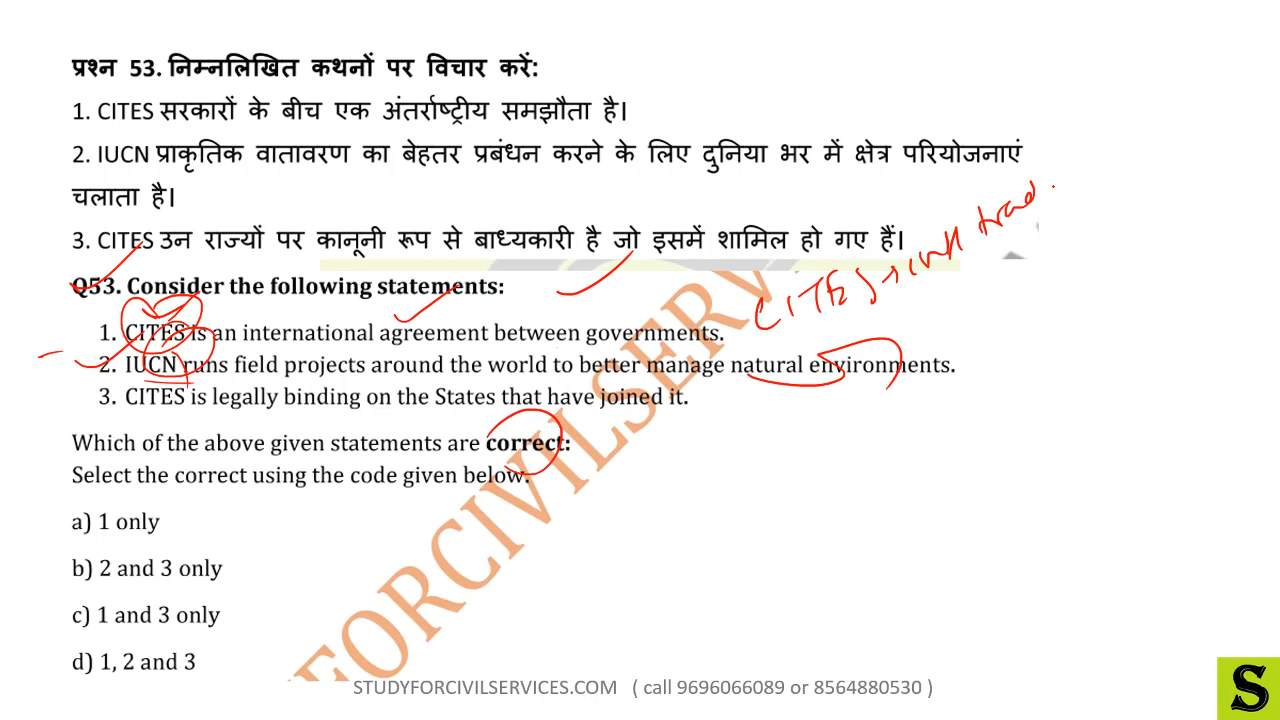 प्रश्न 53. निम्नलिखित कथनों पर विचार करें:
1. CITES सरकारों के बीच एक अंतर्राष्ट्रीय समझौता है।
2. IUCN प्राकृतिक वातावरण का बेहतर प्रबंधन करने के लिए दुनिया भर में क्षेत्र परियोजनाएं
चलाता है।
3. CITES उन राज्यों पर कानूनी रूप से बाध्यकारी है जो इसमें शामिल हो गए हैं।
Q53. Consider the following statements:
1. CITES is an international agreement between governments.
2. IUCN runs field projects around the world to better manage natural environments.
3. CITES is legally binding on the States that have joined it.
Which of the above given statements are correct:
Select the correct using the code given below.
a) 1 only
b) 2 and 3 only
c) 1 and 3 only
d) 1, 2 and 3
CITES
FORCIVILSERV
STUDYFORCIVILSERVICES.COM ( call 9696066089 or 8564880530 )
S